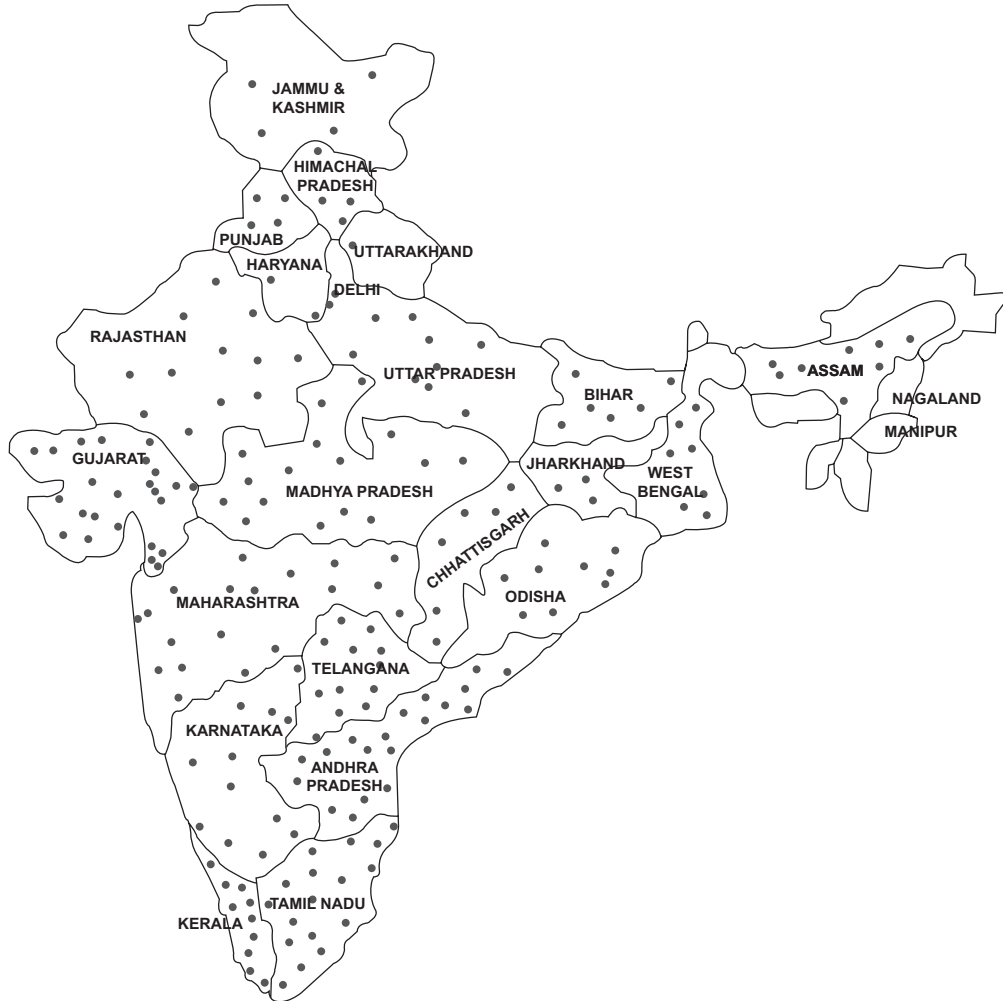 JAMMU &
KASHMIR
HIMACHAL
PRADESH
PUNJAB
UTTARAKHAND
HARYANA
DELHI
RAJASTHAN
UTTAR PRADESH
ASSAM
BIHAR
NAGALAND
MANIPUR
GUJARAT
JHARKHAND
WEST
BENGAL
MADHYA PRADESH
CHHATTISGARH
MAHARASHTRA
ODISHA
TELANGANA
KARNATAKA
ANDHRA
PRADESH
TAMIL NADU
KERALA